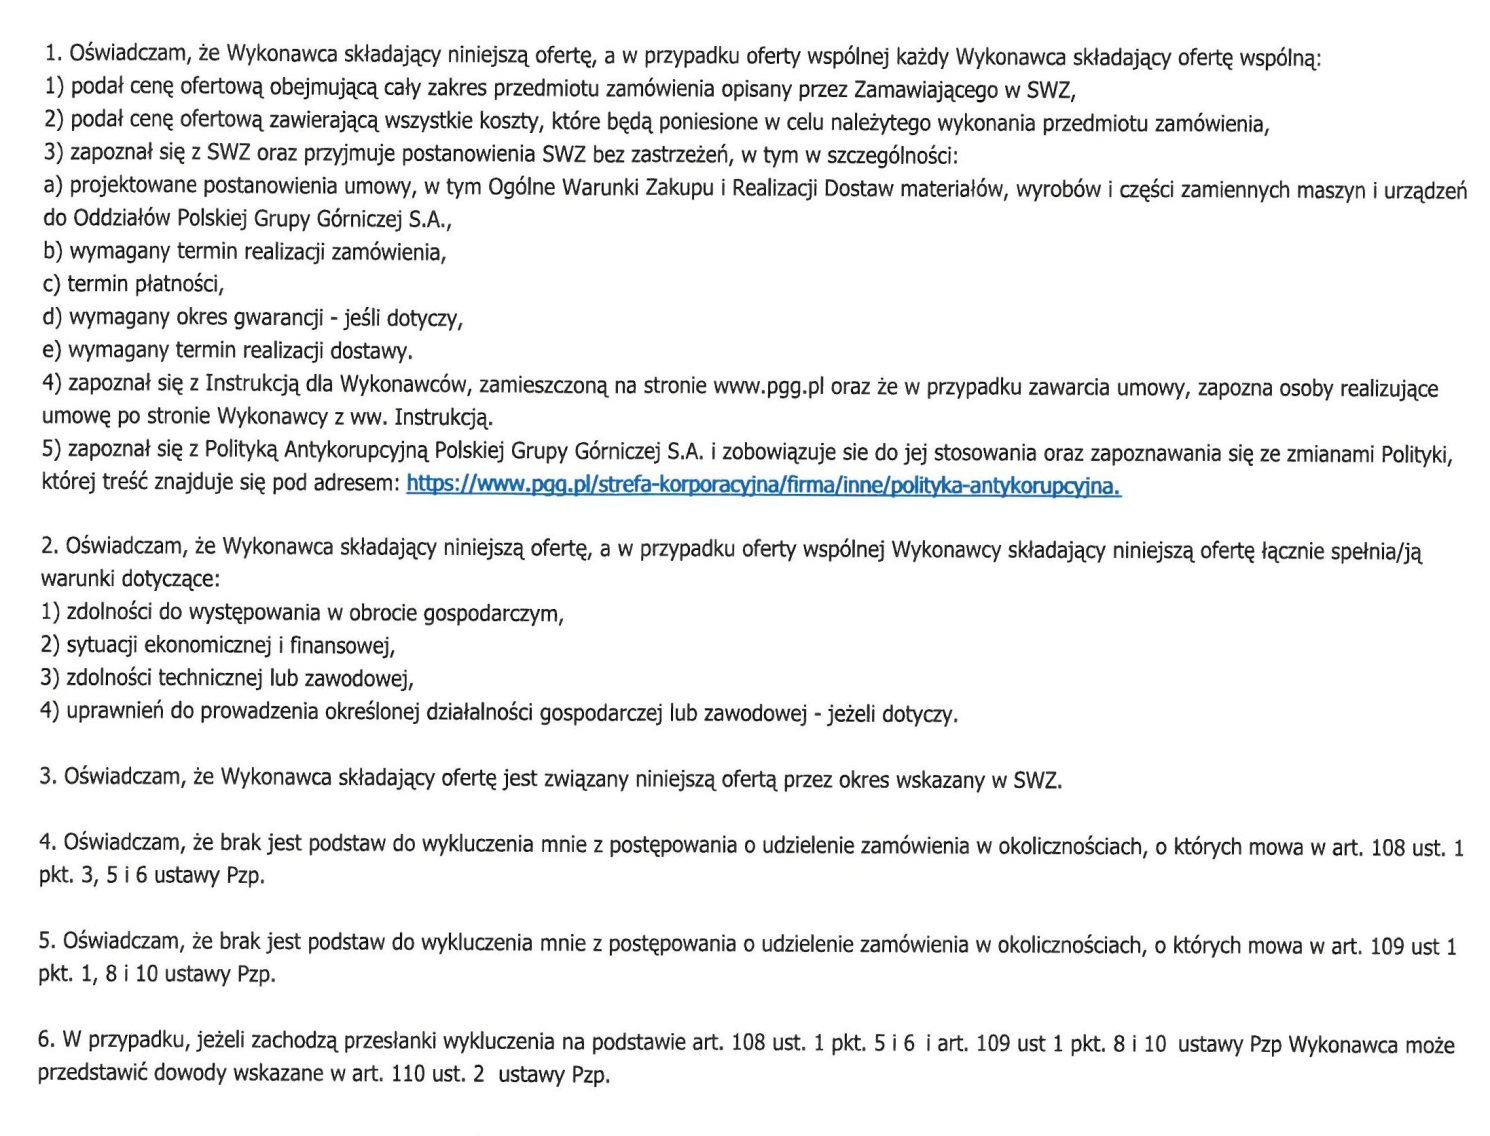 1. Oświadczam, że Wykonawca składający niniejszą ofertę, a w przypadku oferty wspólnej każdy Wykonawca składający ofertę wspólną:
1) podał cenę ofertową obejmującą cały zakres przedmiotu zamówienia opisany przez Zamawiającego w SWZ,
2) podał cenę ofertową zawierającą wszystkie koszty, które będą poniesione w celu należytego wykonania przedmiotu zamówienia,
3) zapoznał się z SWZ oraz przyjmuje postanowienia SWZ bez zastrzeżeń, w tym w szczególności:
a) projektowane postanowienia umowy, w tym Ogólne Warunki Zakupu i Realizacji Dostaw materiałów, wyrobów i części zamiennych maszyn i urządzeń
do Oddziałów Polskiej Grupy Górniczej S.A.,
b) wymagany termin realizacji zamówienia,
c) termin płatności,
d) wymagany okres gwarancji - jeśli dotyczy,
e) wymagany termin realizacji dostawy.
4) zapoznał się z Instrukcją dla Wykonawców, zamieszczoną na stronie www.pgg.pl oraz że w przypadku zawarcia umowy, zapozna osoby realizujące
umowę po stronie Wykonawcy z ww. Instrukcją.
5) zapoznał się z Polityką Antykorupcyjną Polskiej Grupy Górniczej S.A. i zobowiązuje sie do jej stosowania oraz zapoznawania się ze zmianami Polityki,
której treść znajduje się pod adresem: https://www.pgg.pl/strefa-korporacyjna/firma/inne/polityka-antykorupcyjna.
2. Oświadczam, że Wykonawca składający niniejszą ofertę, a w przypadku oferty wspólnej Wykonawcy składający niniejszą ofertę łącznie spełnia/ją
warunki dotyczące:
1) zdolności do występowania w obrocie gospodarczym,
2) sytuacji ekonomicznej i finansowej,
3) zdolności technicznej lub zawodowej,
4) uprawnień do prowadzenia określonej działalności gospodarczej lub zawodowej - jeżeli dotyczy.
3. Oświadczam, że Wykonawca składający ofertę jest związany niniejszą ofertą przez okres wskazany w SWZ.
4. Oświadczam, że brak jest podstaw do wykluczenia mnie z postępowania o udzielenie zamówienia w okolicznościach, o których mowa w art. 108 ust. 1
pkt. 3, 5 i 6 ustawy Pzp.
5. Oświadczam, że brak jest podstaw do wykluczenia mnie z postępowania o udzielenie zamówienia w okolicznościach, o których mowa w art. 109 ust 1
pkt. 1, 8 i 10 ustawy Pzp.
6. W przypadku, jeżeli zachodzą przesłanki wykluczenia na podstawie art. 108 ust. 1 pkt. 5 i 6 i art. 109 ust 1 pkt. 8 i 10 ustawy Pzp Wykonawca może
przedstawić dowody wskazane w art. 110 ust. 2 ustawy Pzp.